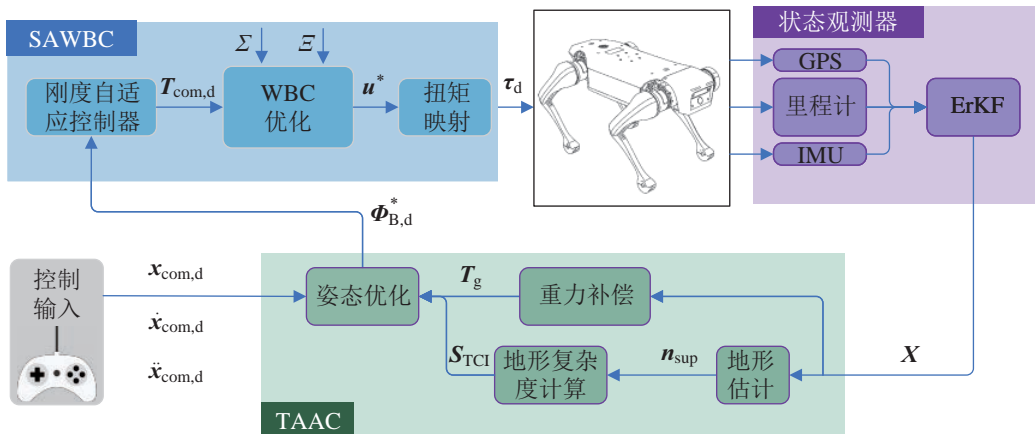 SAWBC
Σ
Ξ
刚度自适
应控制器
T_com,d
WBC
优化
u*
扭矩
映射
τ_d
状态观测器
GPS
里程计
IMU
ErKF
Φ*_B,d
控制
输入
x_com,d
ẋ_com,d
ẍ_com,d
姿态优化
T_g
重力补偿
S_TCI
地形复杂
度计算
n_sup
地形
估计
X
TAAC